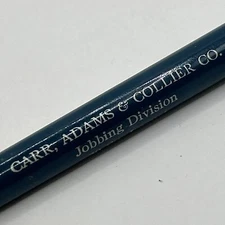 CARR, ADAMS & COLLIER CO.
Jobbing Division